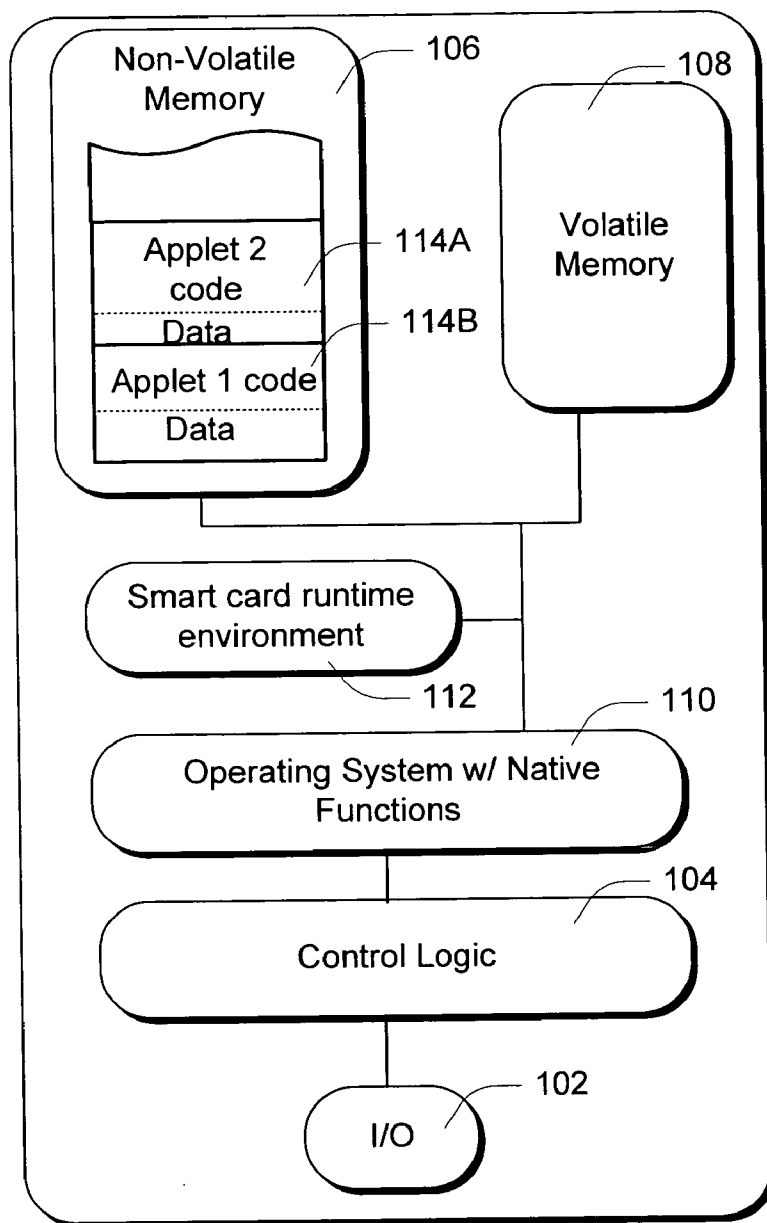 Non-Volatile
Memory
106
108
Applet 2
code
114A
Data
114B
Applet 1 code
Data
Volatile
Memory
Smart card runtime
environment
112
110
Operating System w/ Native
Functions
104
Control Logic
102
I/O